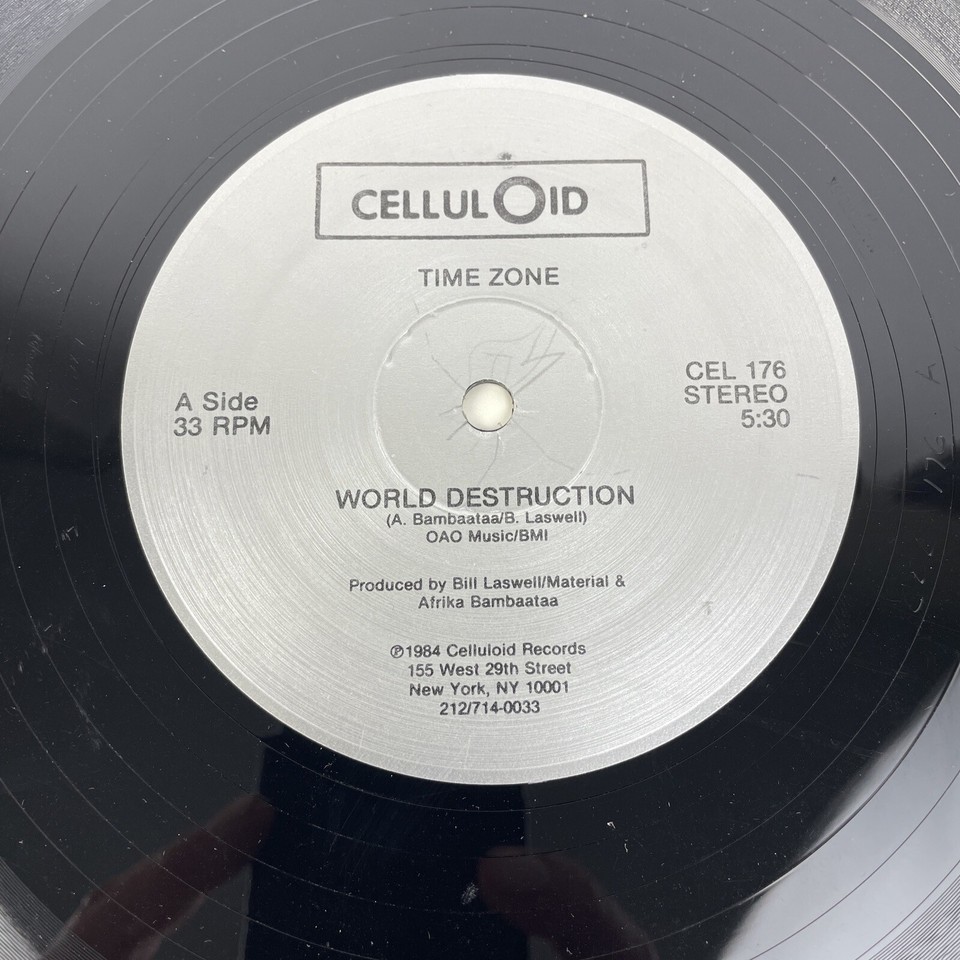 CELLULOID
TIME ZONE
A Side
33 RPM
CEL 176
STEREO
5:30
WORLD DESTRUCTION
(A. Bambaataa/B. Laswell)
OAO Music/BMI
Produced by Bill Laswell/Material &
Afrika Bambaataa
℗1984 Celluloid Records
155 West 29th Street
New York, NY 10001
212/714-0033
176 A